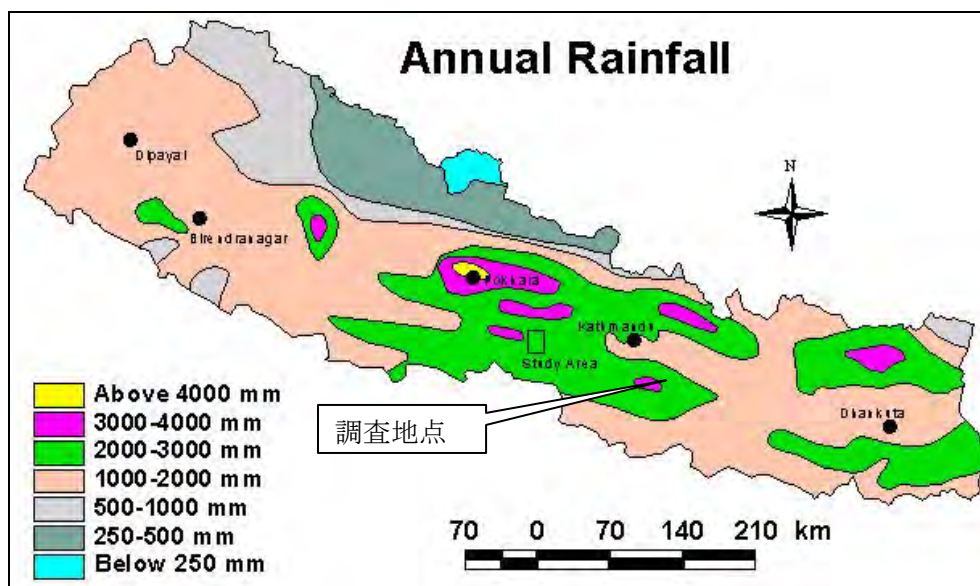 Annual Rainfall
N
Dipayal
Birendranagar
Pokhara
Katmandu
Study Area
Dhankuta
調査地点
Above 4000 mm
3000-4000 mm
2000-3000 mm
1000-2000 mm
500-1000 mm
250-500 mm
Below 250 mm
70 0 70 140 210 km